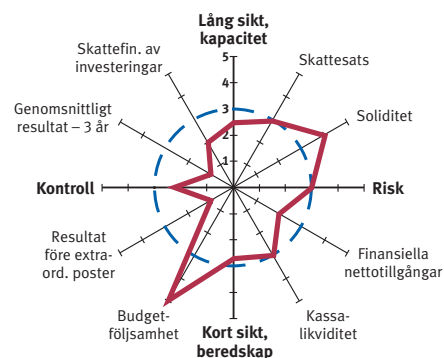 Lång sikt,
kapacitet
Skattefin. av
investeringar
Skattesats
Genomsnittligt
resultat – 3 år
Soliditet
5
4
3
2
1
Kontroll
Risk
Resultat
före extra-
ord. poster
Finansiella
nettotillgångar
Budget-
följsamhet
Kassa-
likviditet
Kort sikt,
beredskap